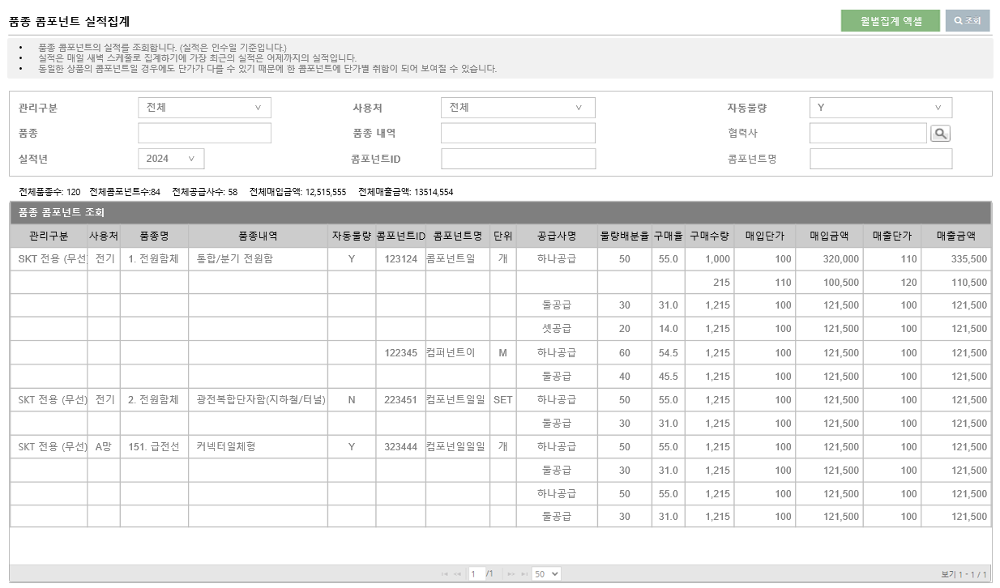 품종 콤포넌트 실적집계 월별집계 엑셀 조회
• 품종 콤포넌트의 실적를 조회합니다. (실적은 인수일 기준입니다.)
• 실적은 매일 새벽 스케쥴로 집계하기에 가장 최근의 실적은 어제까지의 실적입니다.
• 동일한 상품의 콤포넌트일 경우에도 단가가 다를 수 있기 때문에 한 콤포넌트에 단가별 취합이 되어 보여질 수 있습니다.
관리구분 전체 사용처 전체 자동물량 Y
품종 품종 내역 협력사
실적년 2024 콤포넌트ID 콤포넌트명
전체품종수: 120 전체콤포넌트수:84 전체공급사수: 58 전체매입금액: 12,515,555 전체매출금액: 13514,554
품종 콤포넌트 조회
관리구분 사용처 품종명 품종내역 자동물량 콤포넌트ID 콤포넌트명 단위 공급사명 물량배분율 구매율 구매수량 매입단가 매입금액 매출단가 매출금액
SKT 전용 (무선 전기 1. 전원함체 통합/분기 전원함 Y 123124 콤포넌트일 개 하나공급 50 55.0 1,000 100 320,000 110 335,500
215 110 100,500 120 110,500
둘공급 30 31.0 1,215 100 121,500 100 121,500
셋공급 20 14.0 1,215 100 121,500 100 121,500
122345 컴퍼넌트이 M 하나공급 60 54.5 1,215 100 121,500 100 121,500
둘공급 40 45.5 1,215 100 121,500 100 121,500
SKT 전용 (무선) 전기 2. 전원함체 광전복합단자함(지하철/터널) N 223451 컴포넌트일일 SET 하나공급 50 55.0 1,215 100 121,500 100 121,500
둘공급 30 31.0 1,215 100 121,500 100 121,500
SKT 전용 (무선) A망 151. 급전선 커넥터일체형 Y 323444 컴포넌일일일 개 하나공급 50 55.0 1,215 100 121,500 100 121,500
둘공급 30 31.0 1,215 100 121,500 100 121,500
하나공급 50 55.0 1,215 100 121,500 100 121,500
둘공급 30 31.0 1,215 100 121,500 100 121,500
1 /1 50 보기 1 - 1 / 1